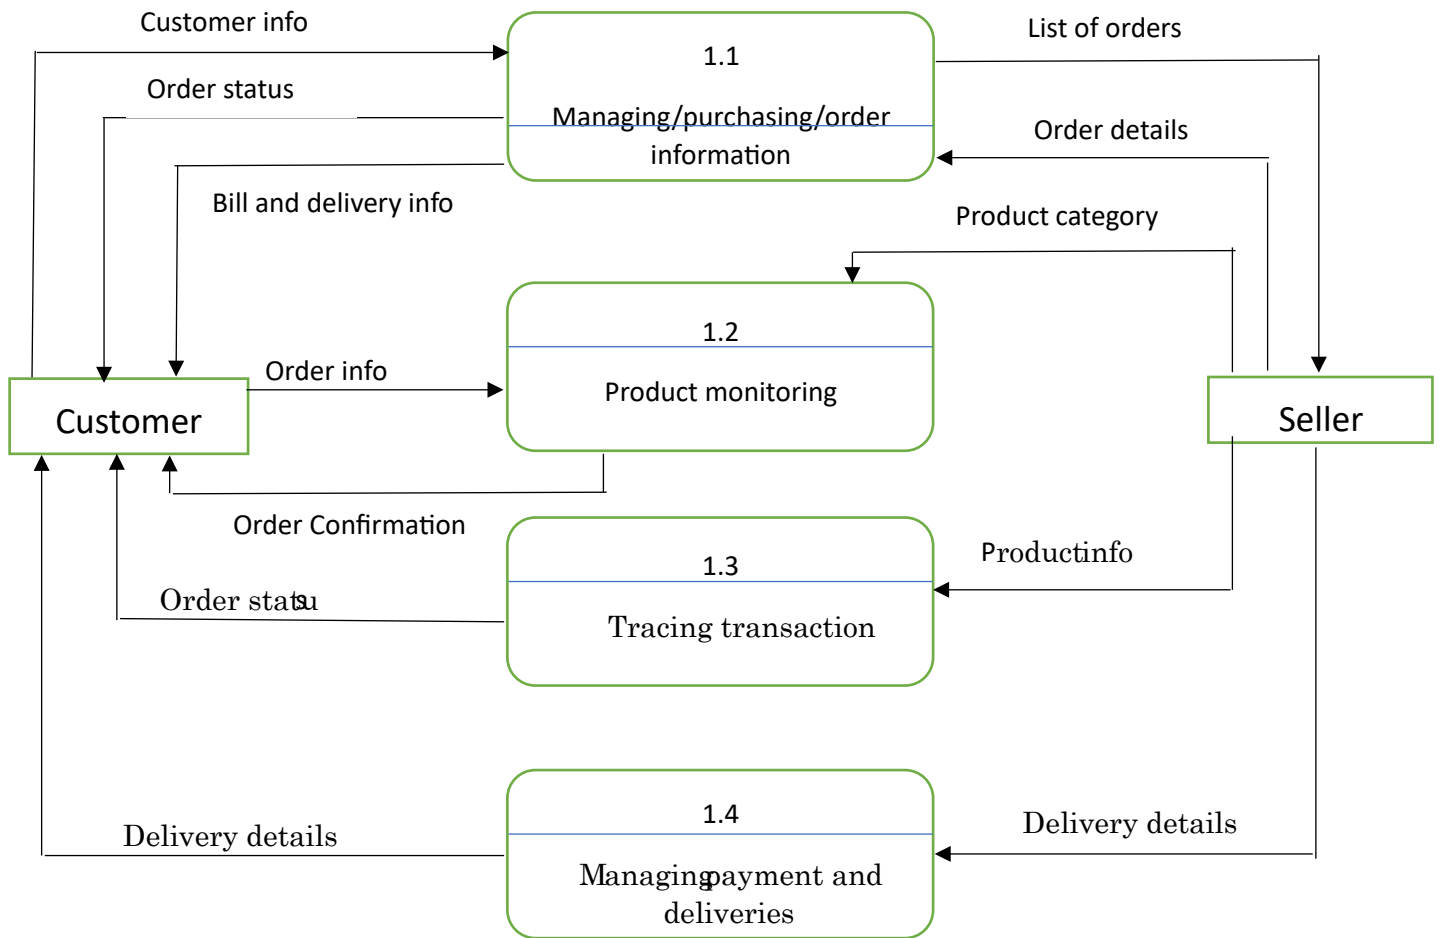 Customer info
List of orders
1.1
Order status
Managing/purchasing/order
information
Order details
Bill and delivery info
Product category
1.2
Order info
Product monitoring
Customer
Seller
Order Confirmation
Productinfo
1.3
Order status
Tracing transaction
1.4
Delivery details
Delivery details
Managingpayment and
deliveries